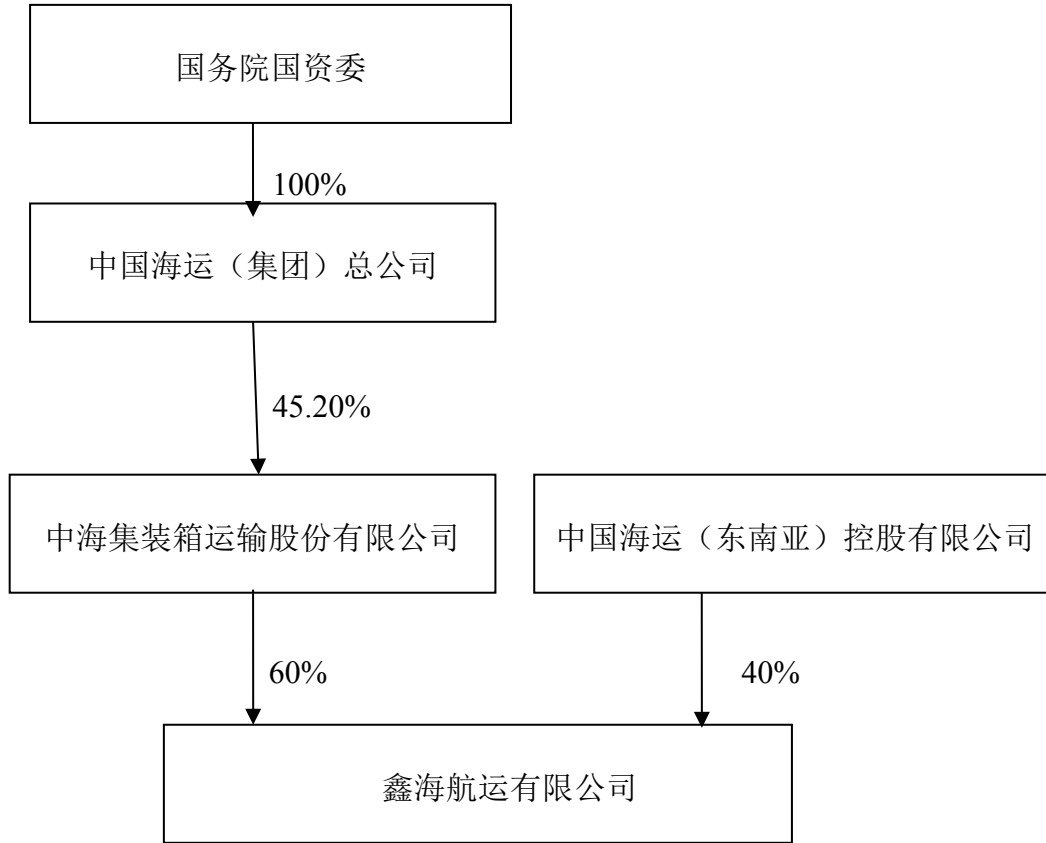 国务院国资委
100%
中国海运（集团）总公司
45.20%
中海集装箱运输股份有限公司
中国海运（东南亚）控股有限公司
60%
40%
鑫海航运有限公司